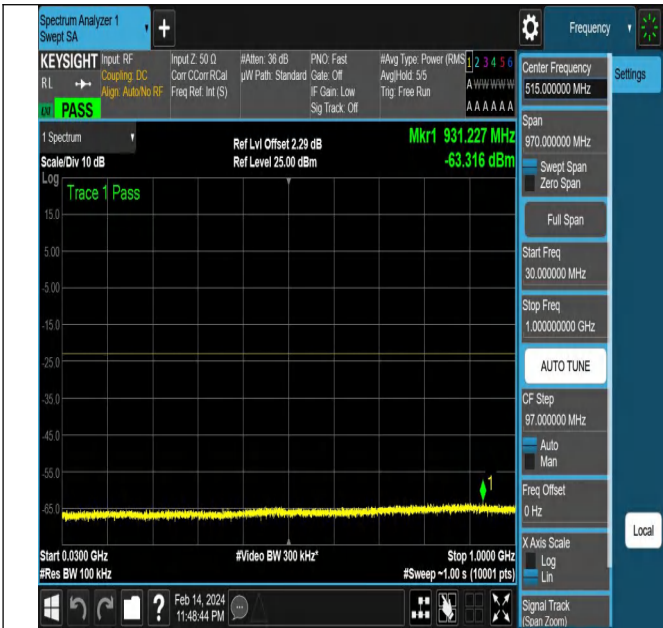 Spectrum Analyzer 1
Swept SA
+
Frequency
KEYSIGHT
RL
PASS
Input: RF
Coupling: DC
Align: Auto/No RF
Input Z: 50 Ω
Corr CCorr RCal
Freq Ref: Int (S)
#Atten: 36 dB
µW Path: Standard
PNO: Fast
Gate: Off
IF Gain: Low
Sig Track: Off
#Avg Type: Power (RMS
Avg|Hold: 5/5
Trig: Free Run
1 2 3 4 5 6
A W W W W W
A A A A A A
Center Frequency
515.000000 MHz
Settings
1 Spectrum
Scale/Div 10 dB
Ref Lvl Offset 2.29 dB
Ref Level 25.00 dBm
Mkr1 931.227 MHz
-63.316 dBm
Log
Trace 1 Pass
15.0
5.00
-5.00
-15.0
-25.0
-35.0
-45.0
-55.0
-65.0
1
Start 0.0300 GHz
#Res BW 100 kHz
#Video BW 300 kHz*
Stop 1.0000 GHz
#Sweep ~1.00 s (10001 pts)
Span
970.000000 MHz
Swept Span
Zero Span
Full Span
Start Freq
30.000000 MHz
Stop Freq
1.000000000 GHz
AUTO TUNE
CF Step
97.000000 MHz
Auto
Man
Freq Offset
0 Hz
X Axis Scale
Log
Lin
Signal Track
(Span Zoom)
Local
?
Feb 14, 2024
11:48:44 PM